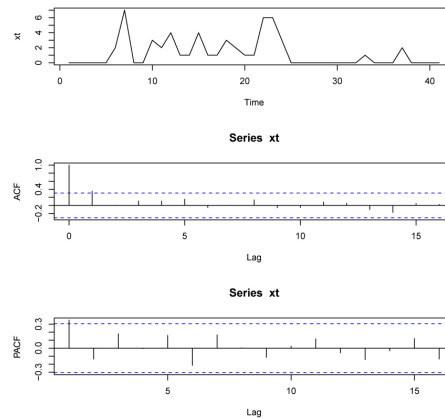 xt
0 2 4 6
0 10 20 30 40
Time
Series xt
ACF
-0.2 0.4 1.0
0 5 10 15
Lag
Series xt
PACF
-0.3 0.0 0.3
5 10 15
Lag